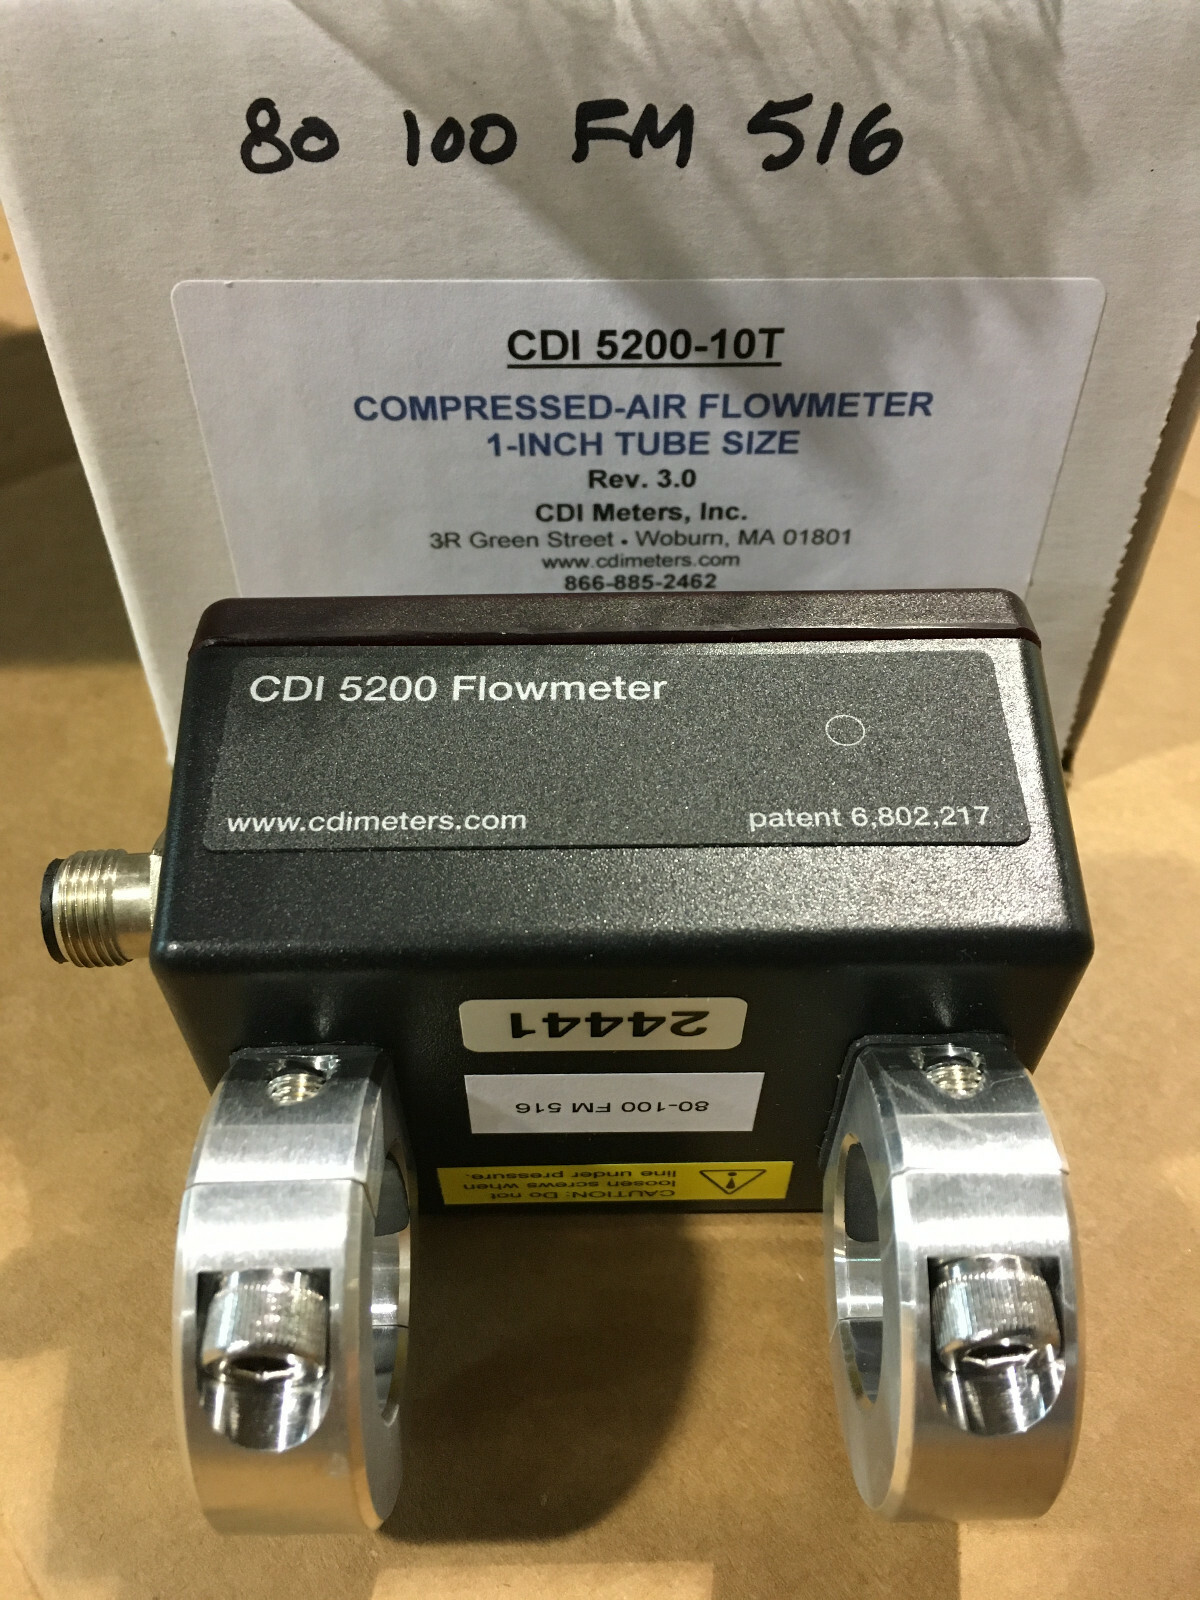 80 100 FM 516
CDI 5200-10T
COMPRESSED-AIR FLOWMETER
1-INCH TUBE SIZE
Rev. 3.0
CDI Meters, Inc.
3R Green Street • Woburn, MA 01801
www.cdimeters.com
866-885-2462
CDI 5200 Flowmeter
www.cdimeters.com
patent 6,802,217
24441
80-100 FM 516
CAUTION: Do not
loosen screws when
line under pressure.